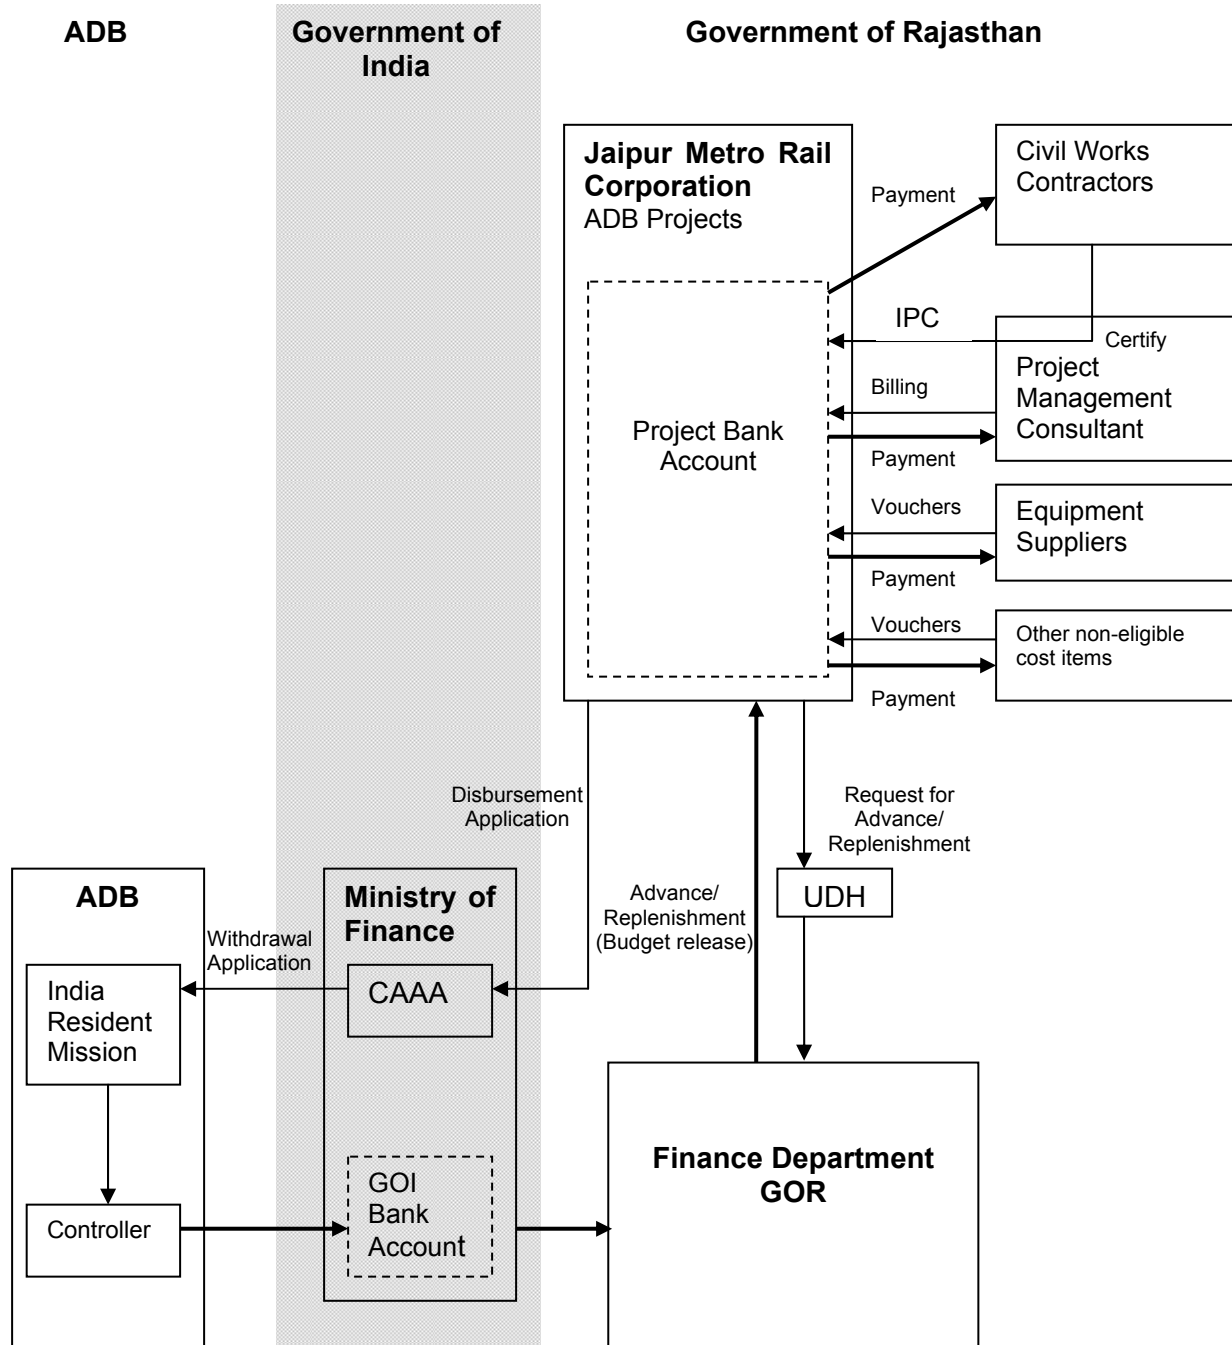 ADB
Government of
India
Government of Rajasthan
Jaipur Metro Rail
Corporation
ADB Projects
Project Bank
Account
Payment
Civil Works
Contractors
IPC
Certify
Project
Management
Consultant
Billing
Payment
Vouchers
Equipment
Suppliers
Payment
Vouchers
Other non-eligible
cost items
Payment
Disbursement
Application
Request for
Advance/
Replenishment
UDH
Advance/
Replenishment
(Budget release)
ADB
Ministry of
Finance
Withdrawal
Application
India
Resident
Mission
CAAA
Controller
GOI
Bank
Account
Finance Department
GOR